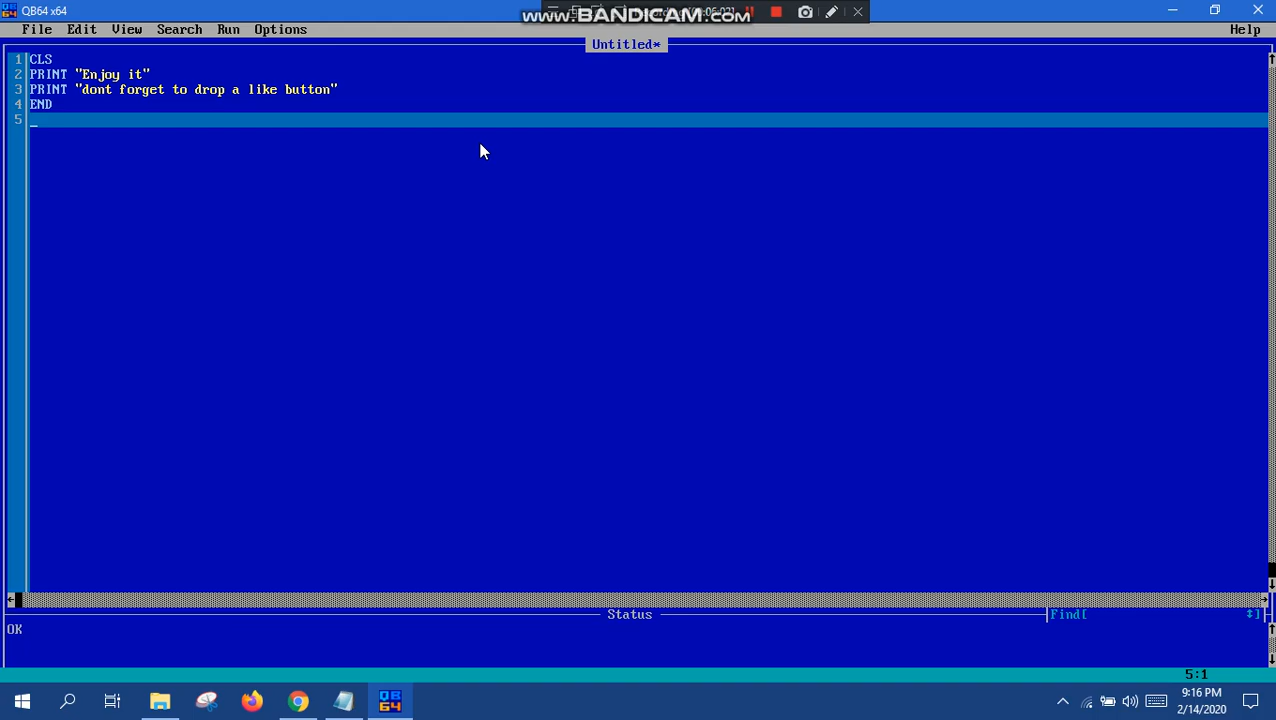 QB64 x64
www.BANDICAM.com
File Edit View Search Run Options Help
Untitled*
1 CLS
2 PRINT "Enjoy it"
3 PRINT "dont forget to drop a like button"
4 END
5 _
Status
Find[ ]
OK
5:1
QB 64
9:16 PM
2/14/2020